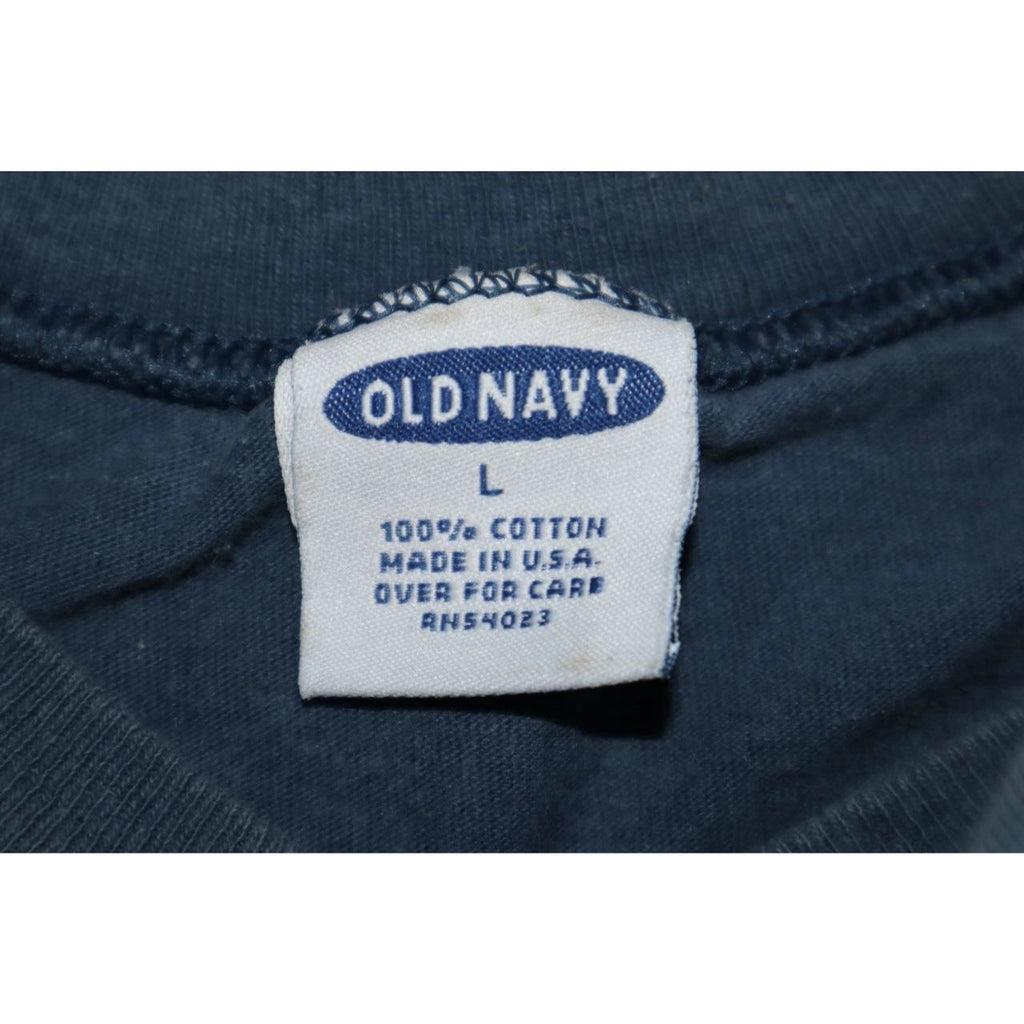 OLD NAVY
L
100% COTTON
MADE IN U.S.A.
OVER FOR CARE
RN54023